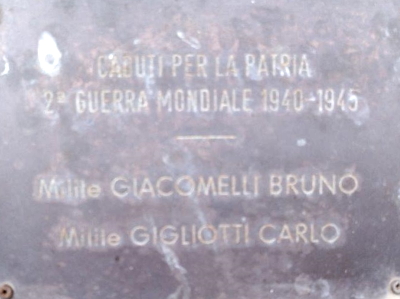 CADUTI PER LA PATRIA
2ª GUERRA MONDIALE 1940-1945
Milite GIACOMELLI BRUNO
Milite GIGLIOTTI CARLO